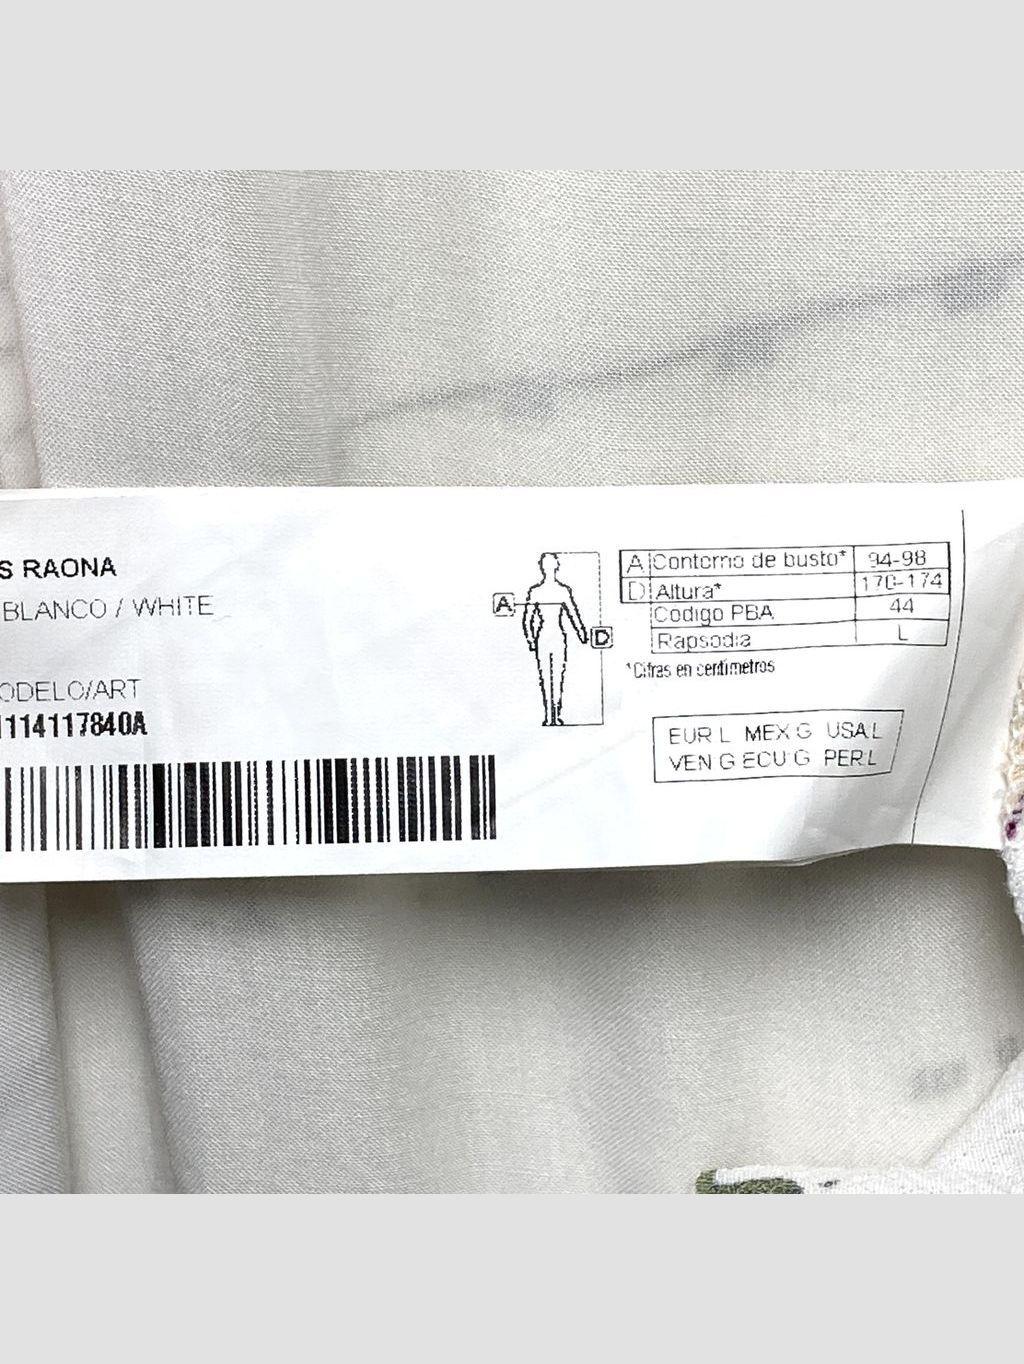 S RAONA
BLANCO / WHITE
ODELO/ART
1114117840A
A
D
A Contorno de busto* 94-98
D Altura* 170-174
Codigo PBA 44
Rapsodia L
*Cifras en centimetros
EUR L MEX G USA L
VEN G ECU G PER L